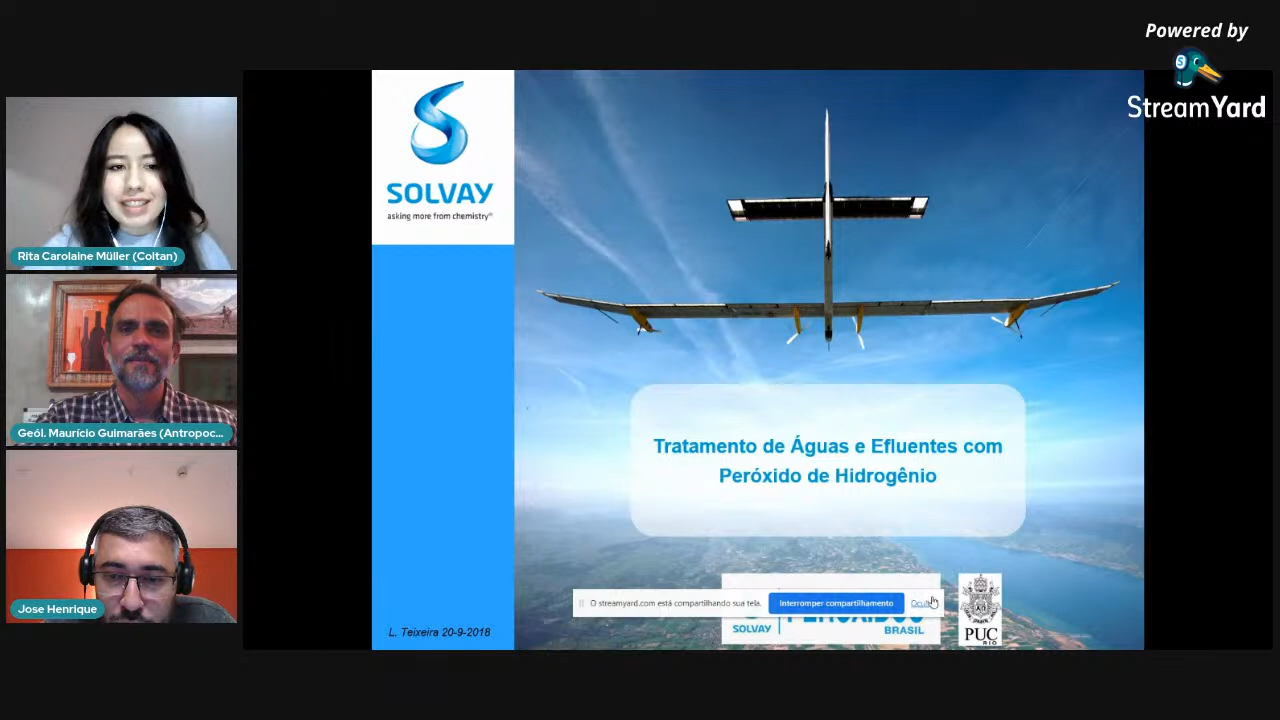 Powered by
StreamYard
Rita Carolaine Müller (Coltan)
Geól. Maurício Guimarães (Antropoc...
Jose Henrique
SOLVAY
asking more from chemistry®
Tratamento de Águas e Efluentes com
Peróxido de Hidrogênio
O streamyard.com está compartilhando sua tela.
Interromper compartilhamento
SOLVAY
BRASIL
PUC
RIO
L. Teixeira 20-9-2018